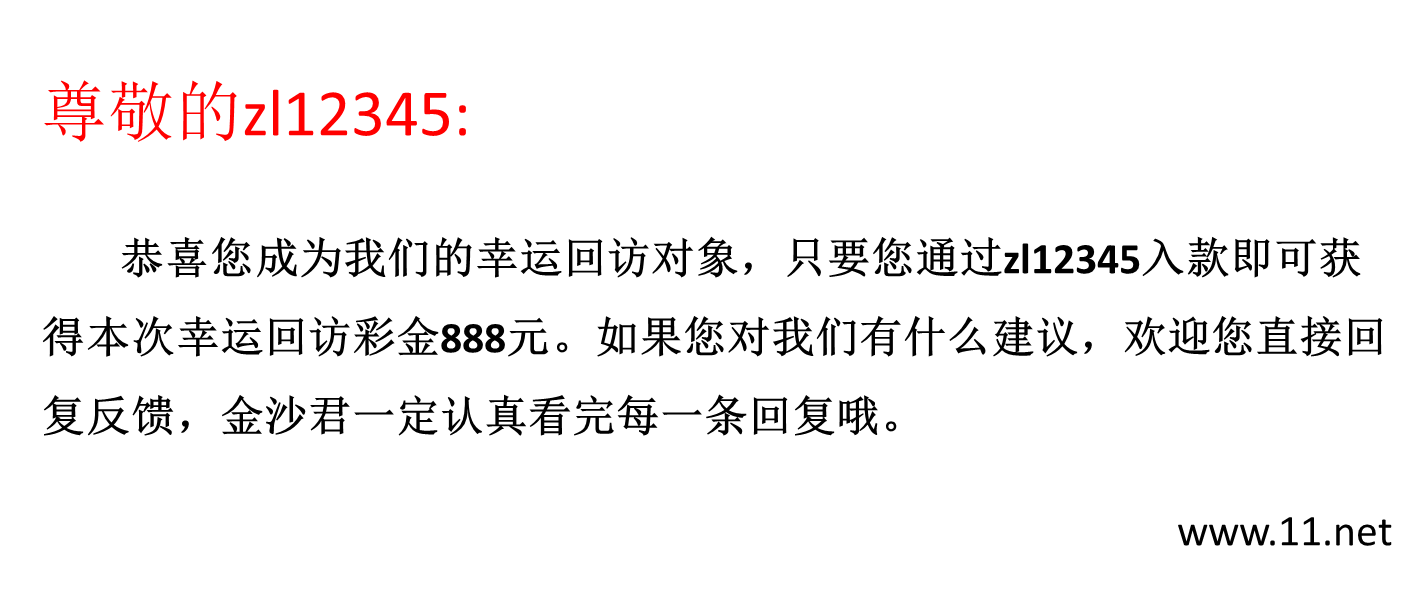 尊敬的zl12345:
恭喜您成为我们的幸运回访对象，只要您通过zl12345入款即可获
得本次幸运回访彩金888元。如果您对我们有什么建议，欢迎您直接回
复反馈，金沙君一定认真看完每一条回复哦。
www.11.net